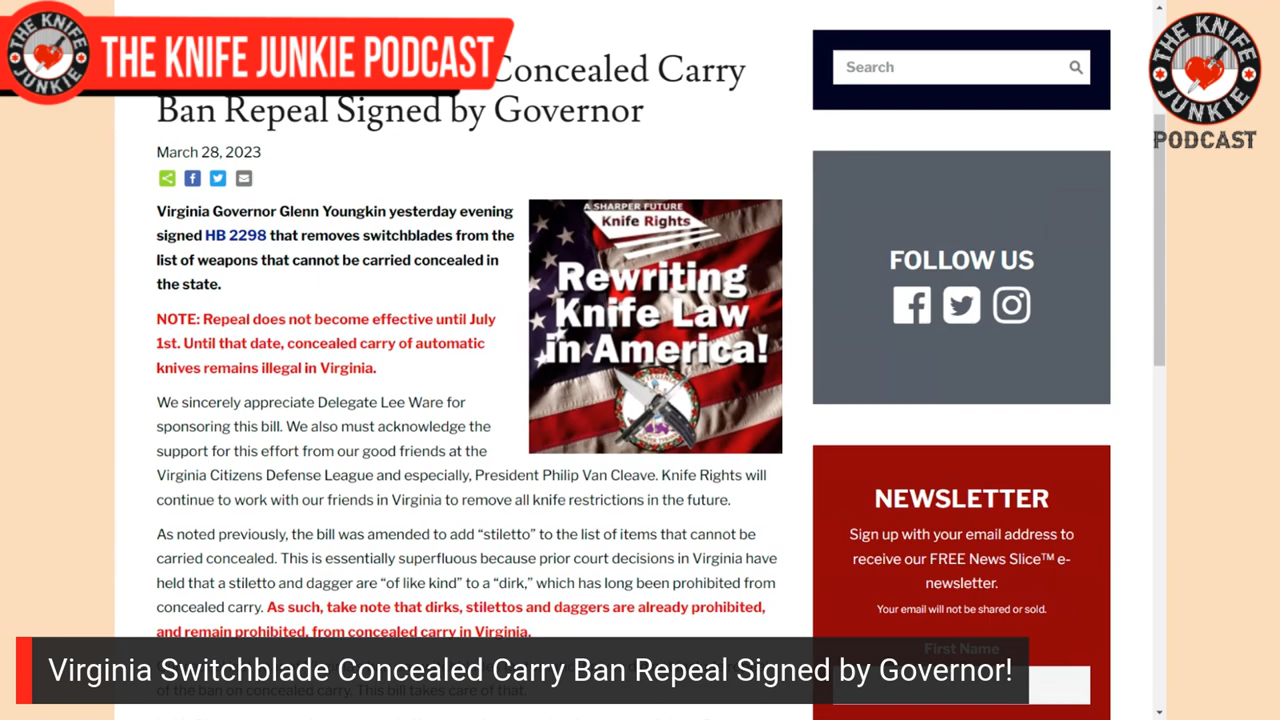 THE KNIFE JUNKIE
THE KNIFE JUNKIE PODCAST
THE KNIFE JUNKIE
PODCAST
Concealed Carry
Ban Repeal Signed by Governor
March 28, 2023
Virginia Governor Glenn Youngkin yesterday evening
signed HB 2298 that removes switchblades from the
list of weapons that cannot be carried concealed in
the state.
NOTE: Repeal does not become effective until July
1st. Until that date, concealed carry of automatic
knives remains illegal in Virginia.
We sincerely appreciate Delegate Lee Ware for
sponsoring this bill. We also must acknowledge the
support for this effort from our good friends at the
Virginia Citizens Defense League and especially, President Philip Van Cleave. Knife Rights will
continue to work with our friends in Virginia to remove all knife restrictions in the future.
As noted previously, the bill was amended to add “stiletto” to the list of items that cannot be
carried concealed. This is essentially superfluous because prior court decisions in Virginia have
held that a stiletto and dagger are “of like kind” to a “dirk,” which has long been prohibited from
concealed carry. As such, take note that dirks, stilettos and daggers are already prohibited,
and remain prohibited, from concealed carry in Virginia.
of the ban on concealed carry. This bill takes care of that.
A SHARPER FUTURE
Knife Rights
Rewriting
Knife Law
in America!
Search
FOLLOW US
NEWSLETTER
Sign up with your email address to
receive our FREE News Slice™ e-
newsletter.
Your email will not be shared or sold.
First Name
Virginia Switchblade Concealed Carry Ban Repeal Signed by Governor!